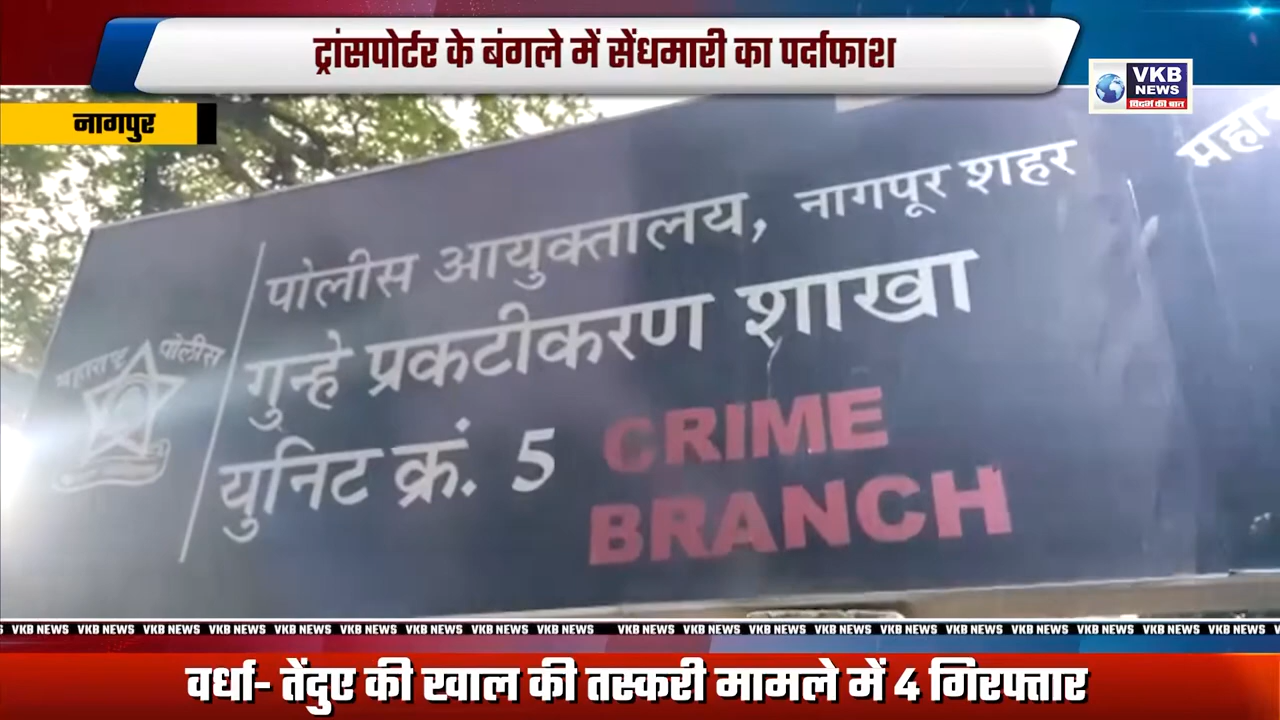 ट्रांसपोर्टर के बंगले में सेंधमारी का पर्दाफाश
VKB
NEWS
विदर्भ की बात
नागपुर
महाराष्ट्र पोलीस
पोलीस आयुक्तालय, नागपूर शहर
गुन्हे प्रकटीकरण शाखा
युनिट क्रं. 5 CRIME
BRANCH
VKB NEWS VKB NEWS VKB NEWS VKB NEWS VKB NEWS VKB NEWS VKB NEWS VKB NEWS VKB NEWS VKB NEWS VKB NEWS VKB NEWS VKB NEWS VKB NEWS VKB NEWS VKB NEWS VKB NEWS VKB NEWS VKB NEWS
वर्धा- तेंदुए की खाल की तस्करी मामले में 4 गिरफ्तार